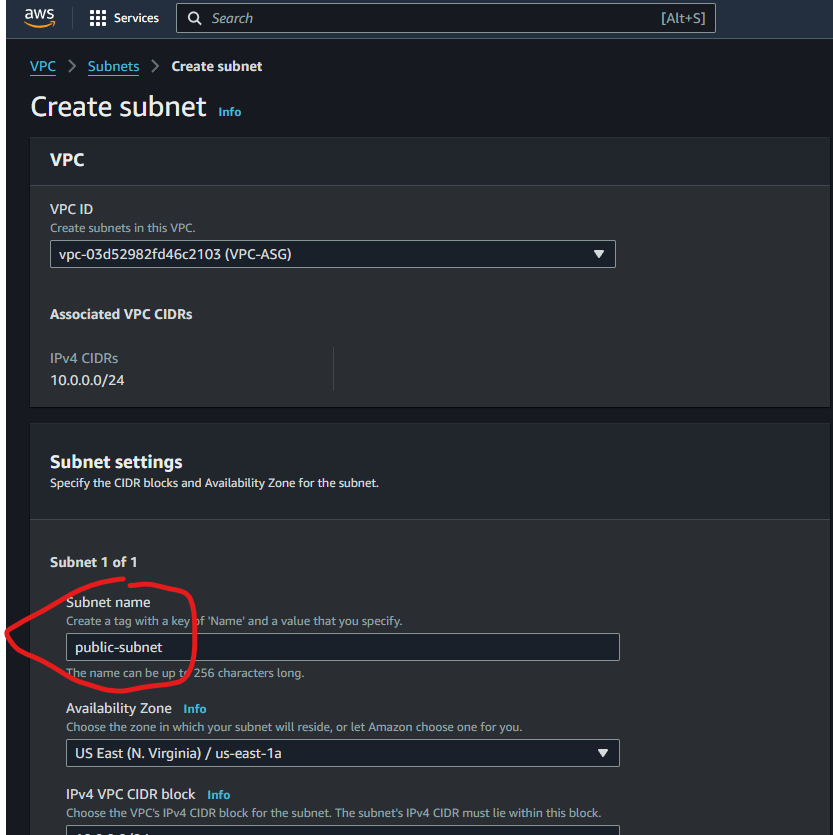 aws Services Search [Alt+S]
VPC > Subnets > Create subnet
Create subnet Info
VPC
VPC ID
Create subnets in this VPC.
vpc-03d52982fd46c2103 (VPC-ASG)
Associated VPC CIDRs
IPv4 CIDRs
10.0.0.0/24
Subnet settings
Specify the CIDR blocks and Availability Zone for the subnet.
Subnet 1 of 1
Subnet name
Create a tag with a key of 'Name' and a value that you specify.
public-subnet
The name can be up to 256 characters long.
Availability Zone Info
Choose the zone in which your subnet will reside, or let Amazon choose one for you.
US East (N. Virginia) / us-east-1a
IPv4 VPC CIDR block Info
Choose the VPC's IPv4 CIDR block for the subnet. The subnet's IPv4 CIDR must lie within this block.